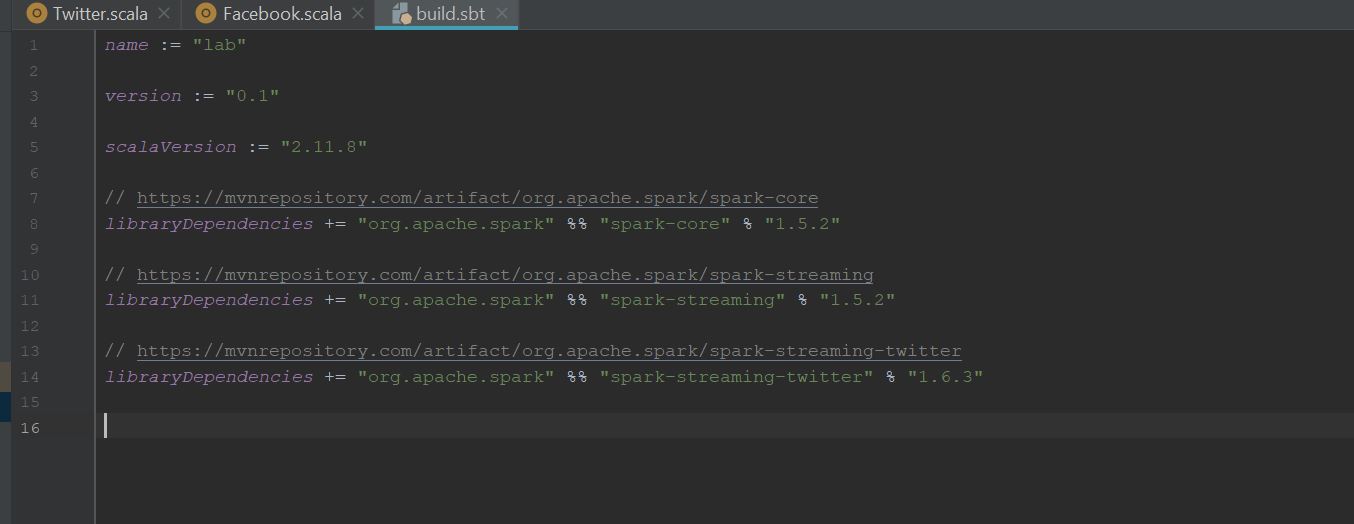 Twitter.scala Facebook.scala build.sbt
1 name := "lab"
2
3 version := "0.1"
4
5 scalaVersion := "2.11.8"
6
7 // https://mvnrepository.com/artifact/org.apache.spark/spark-core
8 libraryDependencies += "org.apache.spark" %% "spark-core" % "1.5.2"
9
10 // https://mvnrepository.com/artifact/org.apache.spark/spark-streaming
11 libraryDependencies += "org.apache.spark" %% "spark-streaming" % "1.5.2"
12
13 // https://mvnrepository.com/artifact/org.apache.spark/spark-streaming-twitter
14 libraryDependencies += "org.apache.spark" %% "spark-streaming-twitter" % "1.6.3"
15
16